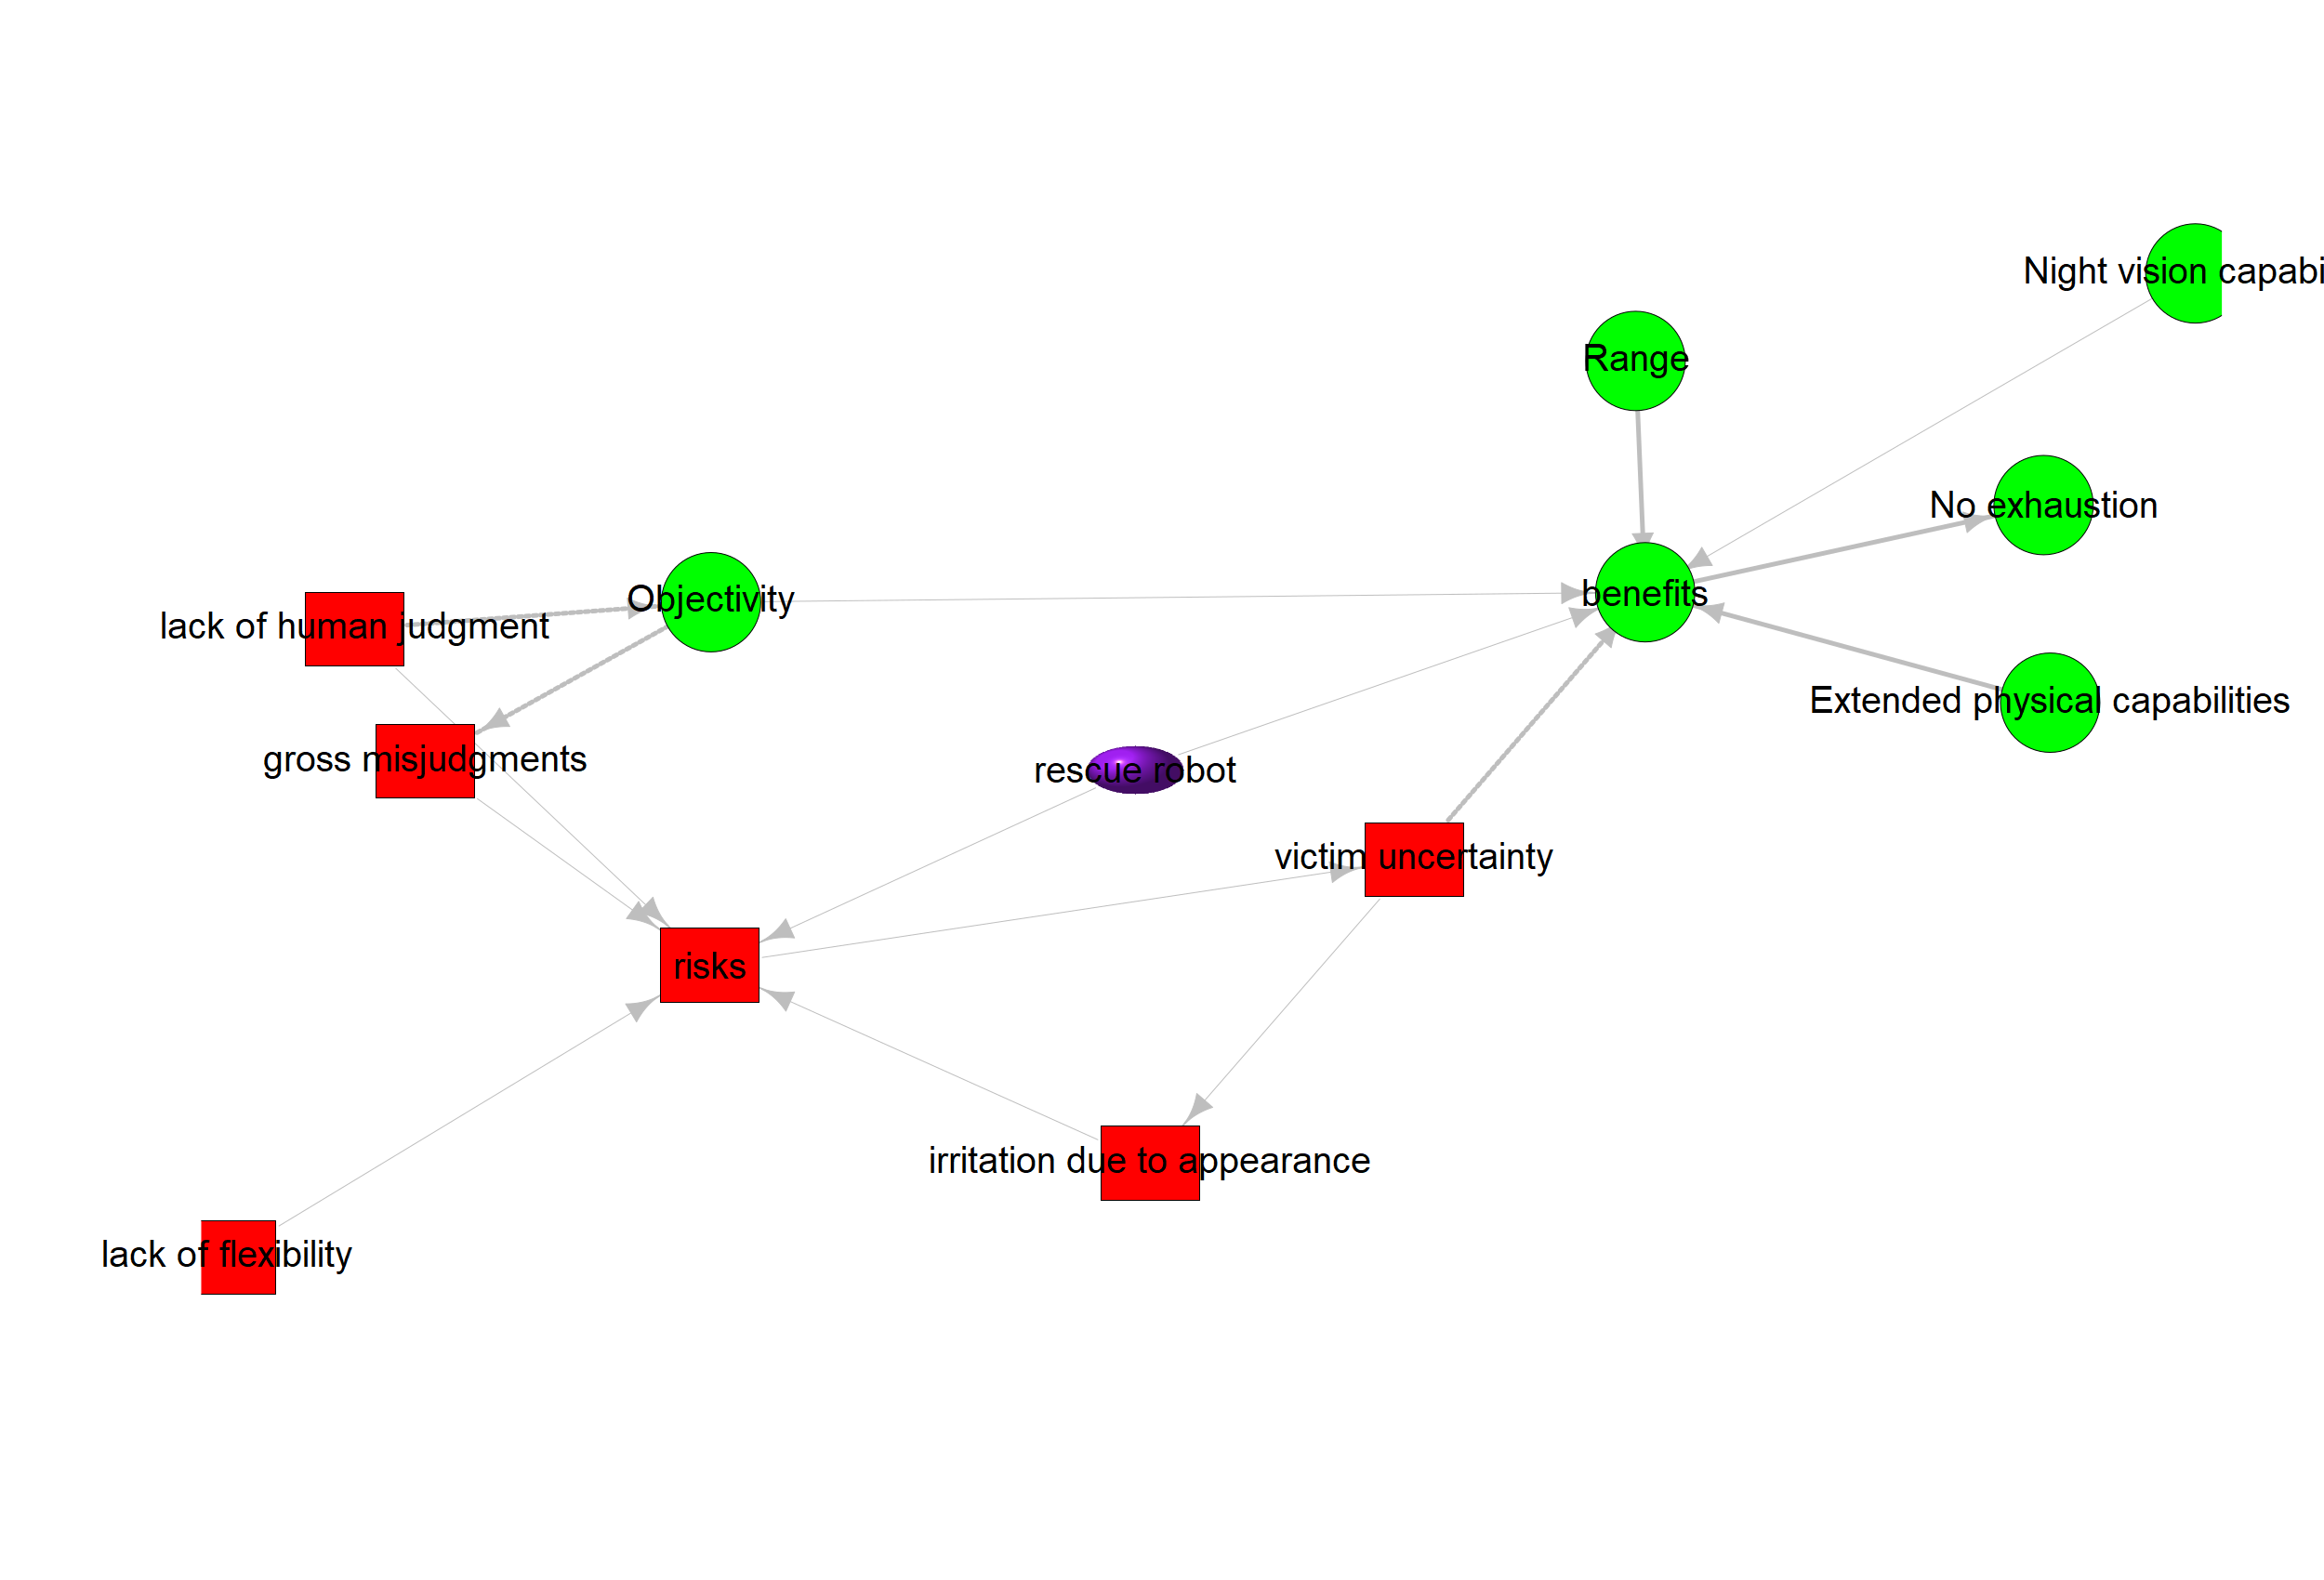 Night vision capabi
Range
No exhaustion
benefits
Objectivity
lack of human judgment
Extended physical capabilities
gross misjudgments
rescue robot
victim uncertainty
risks
irritation due to appearance
lack of flexibility